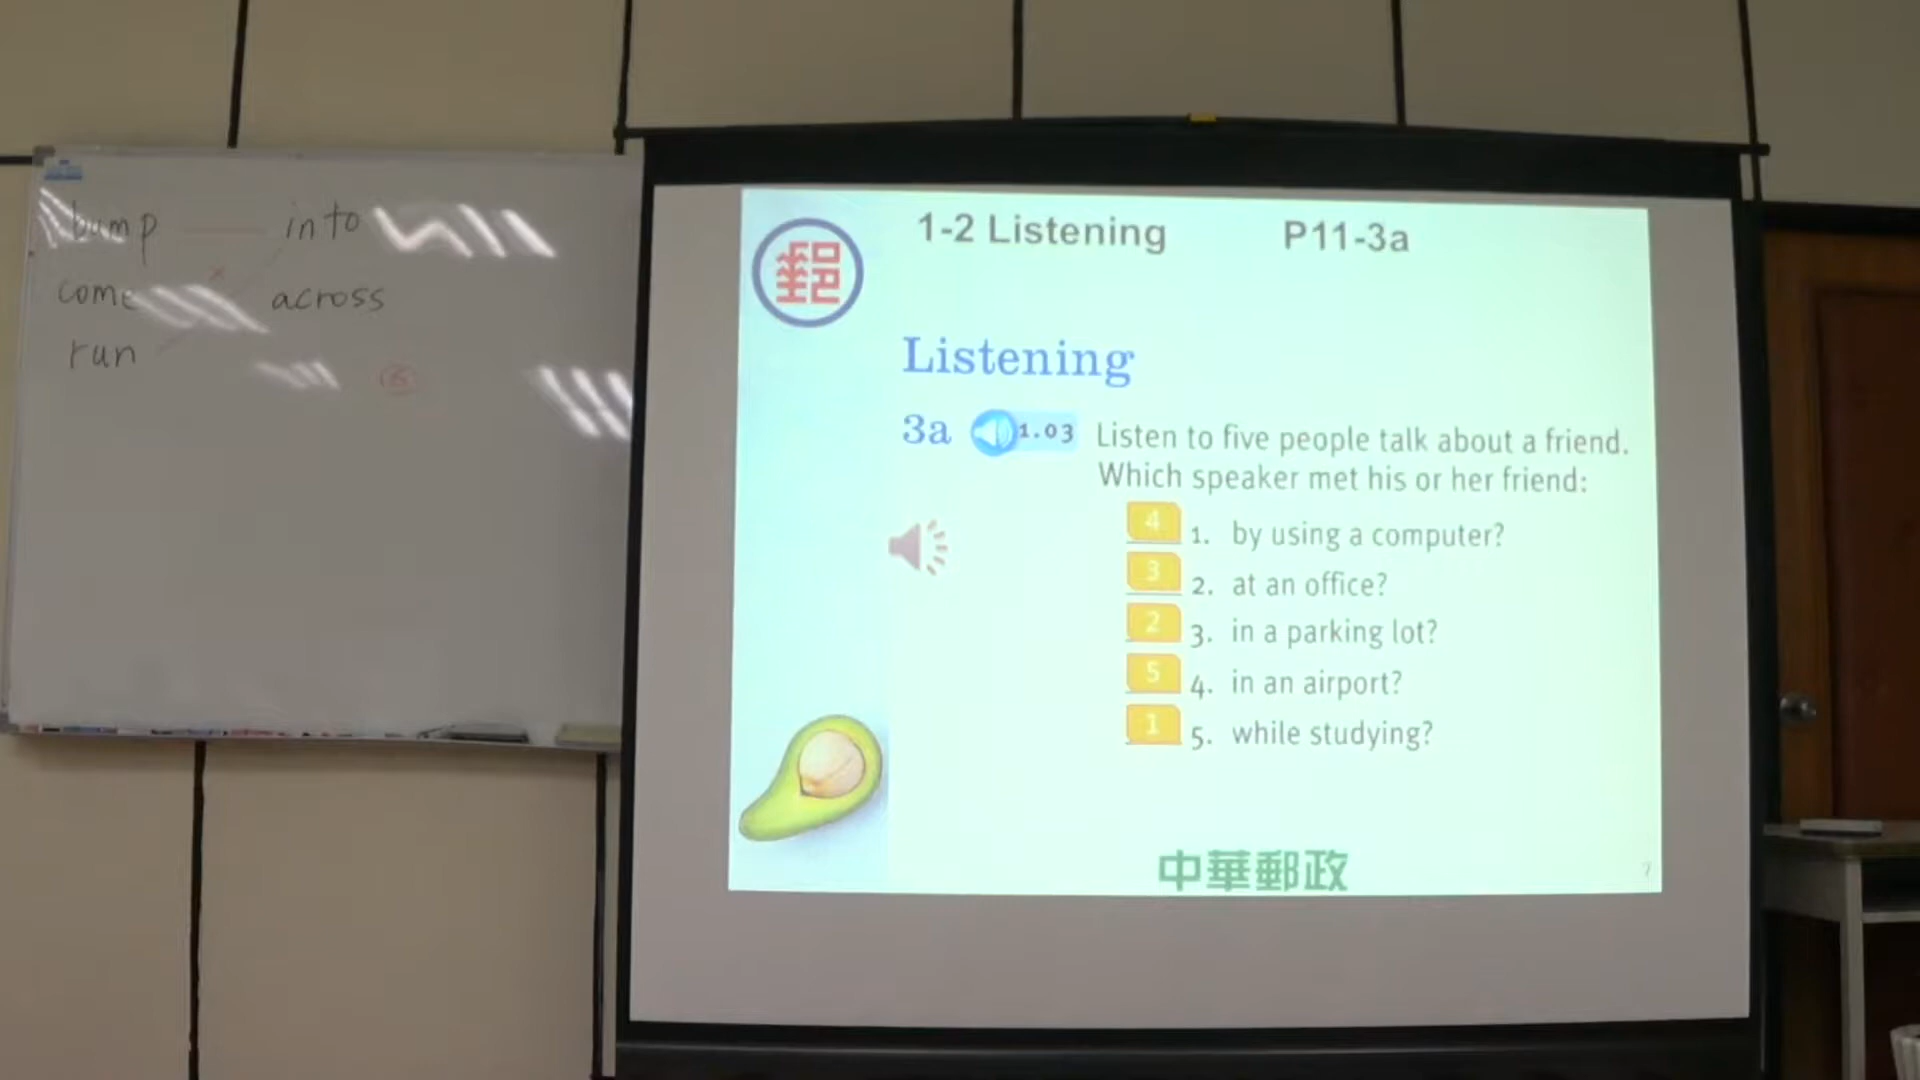 bump into
come across
run
1-2 Listening P11-3a
郵
Listening
3a 1.03 Listen to five people talk about a friend.
Which speaker met his or her friend:
4 1. by using a computer?
3 2. at an office?
2 3. in a parking lot?
5 4. in an airport?
1 5. while studying?
中華郵政
7